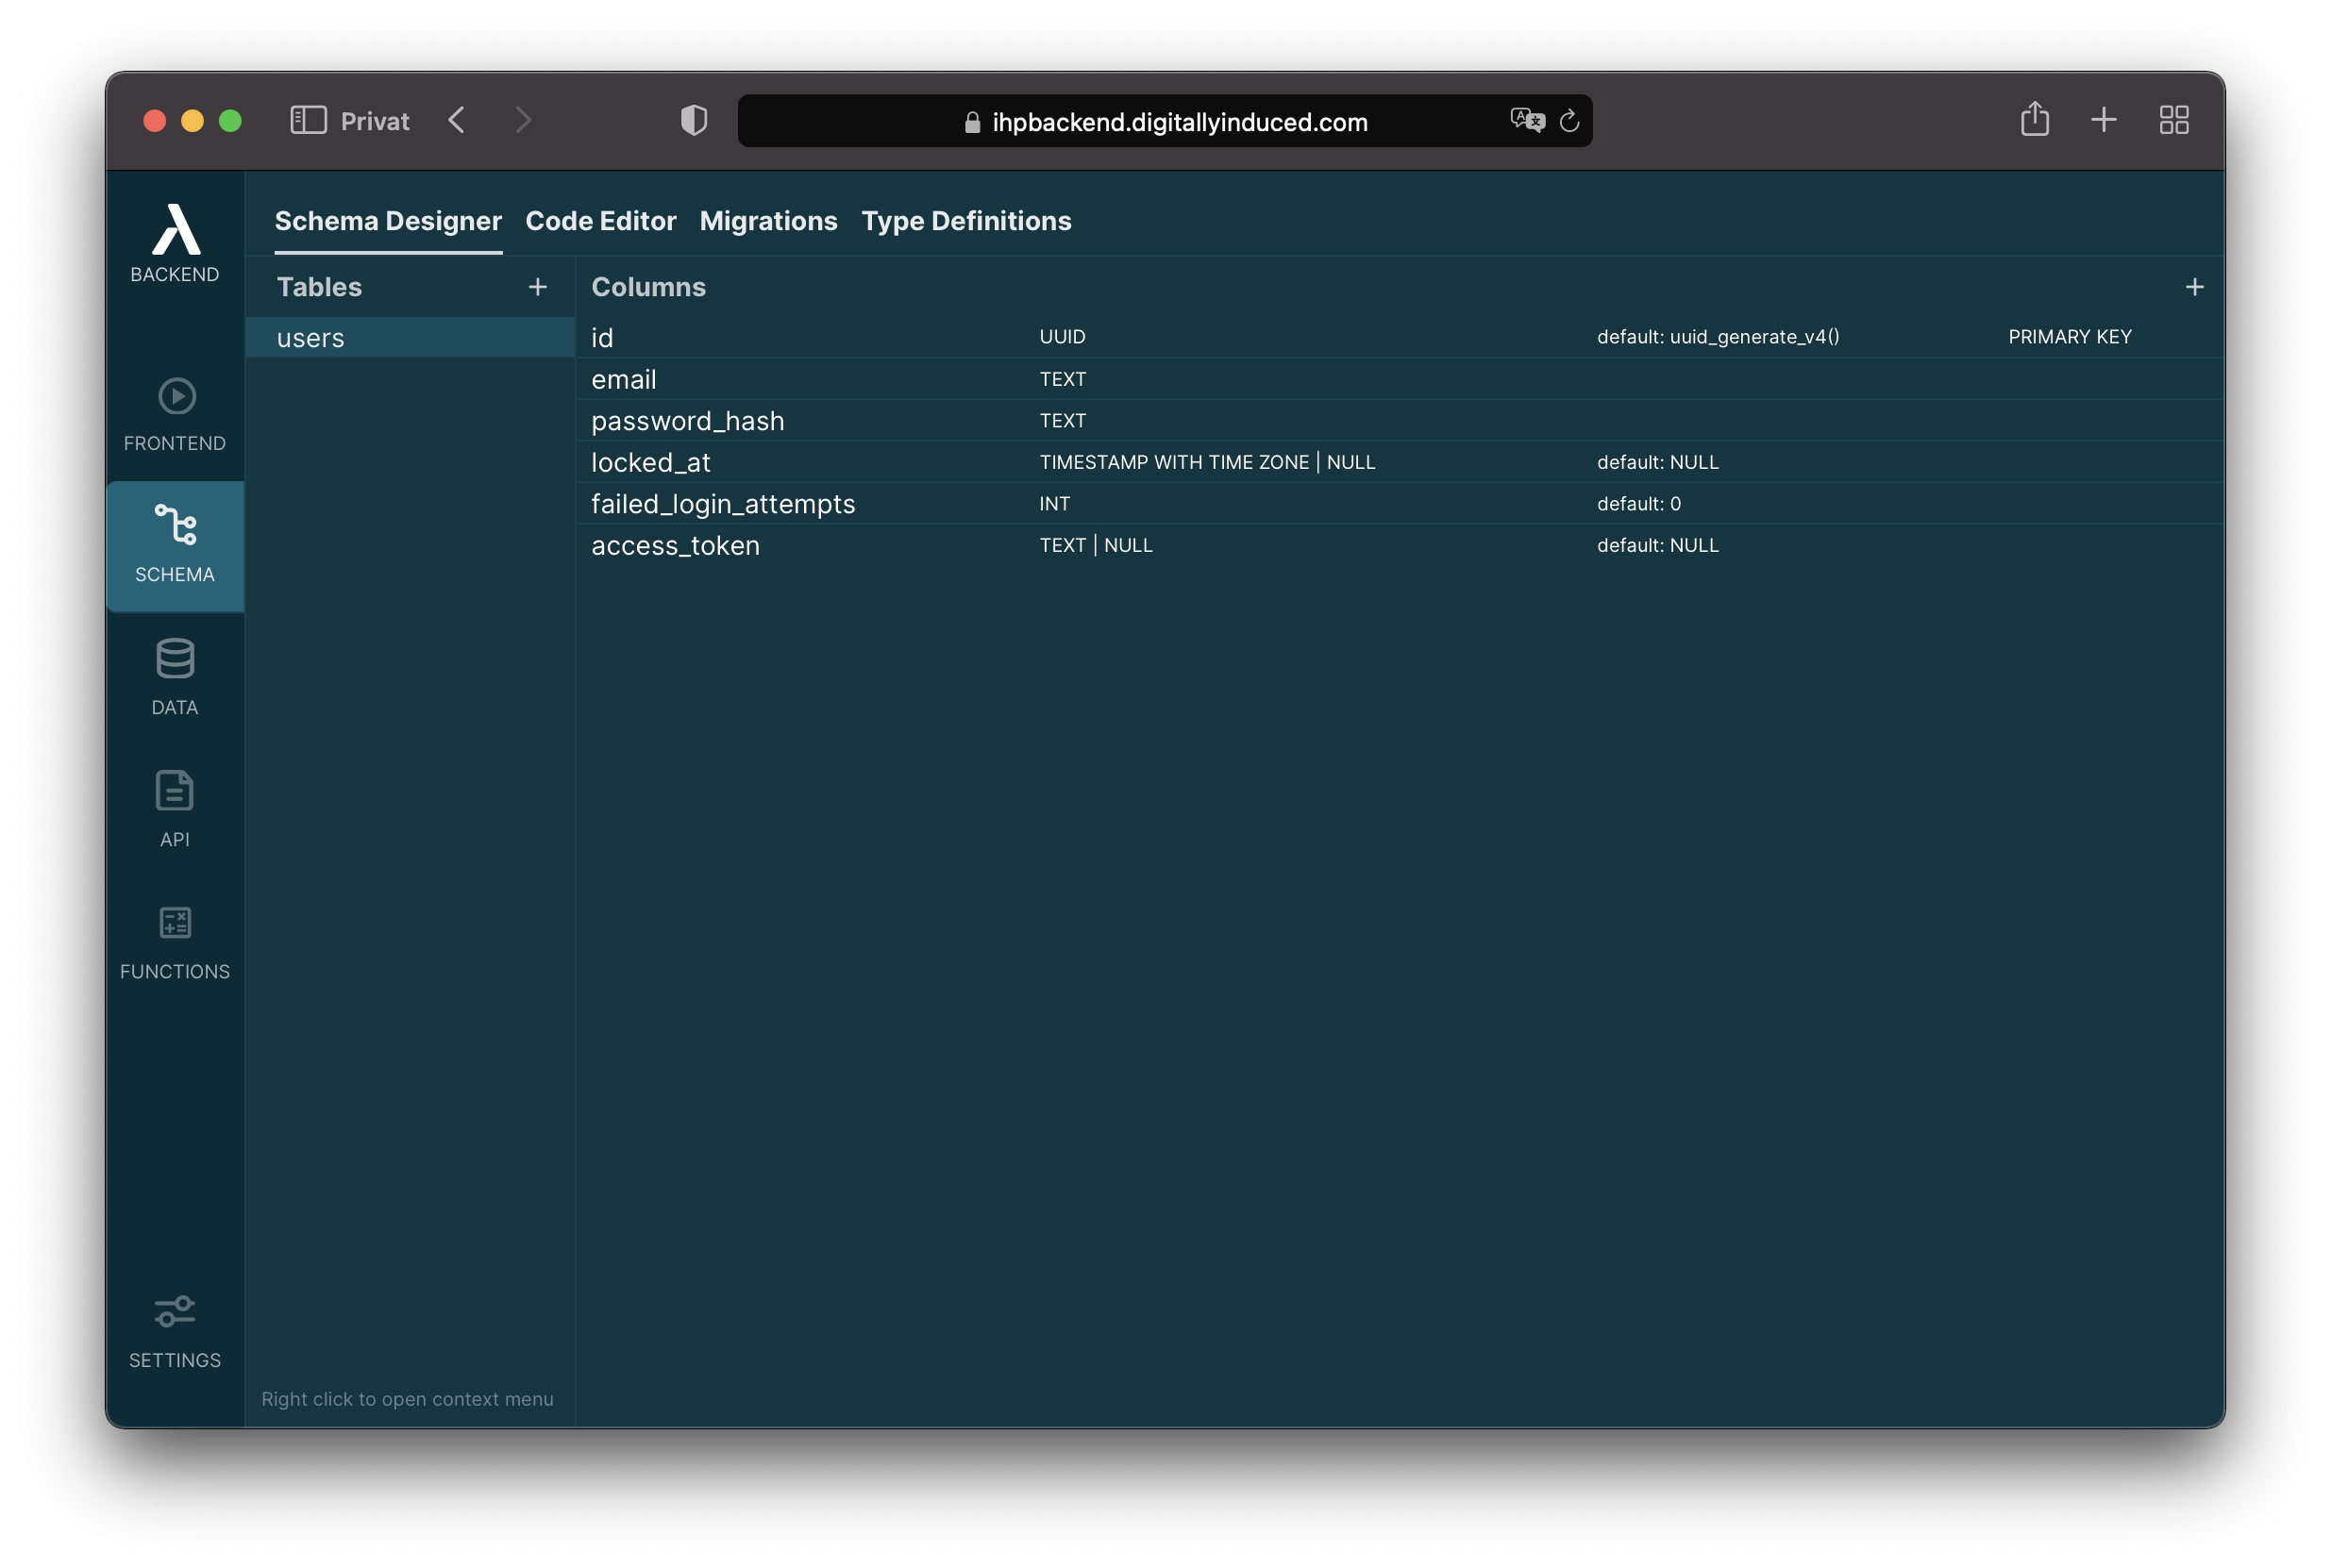 Privat
ihpbackend.digitallyinduced.com
BACKEND
FRONTEND
SCHEMA
DATA
API
FUNCTIONS
SETTINGS
Schema Designer Code Editor Migrations Type Definitions
Tables +
users
Right click to open context menu
Columns +
id UUID default: uuid_generate_v4() PRIMARY KEY
email TEXT
password_hash TEXT
locked_at TIMESTAMP WITH TIME ZONE | NULL default: NULL
failed_login_attempts INT default: 0
access_token TEXT | NULL default: NULL